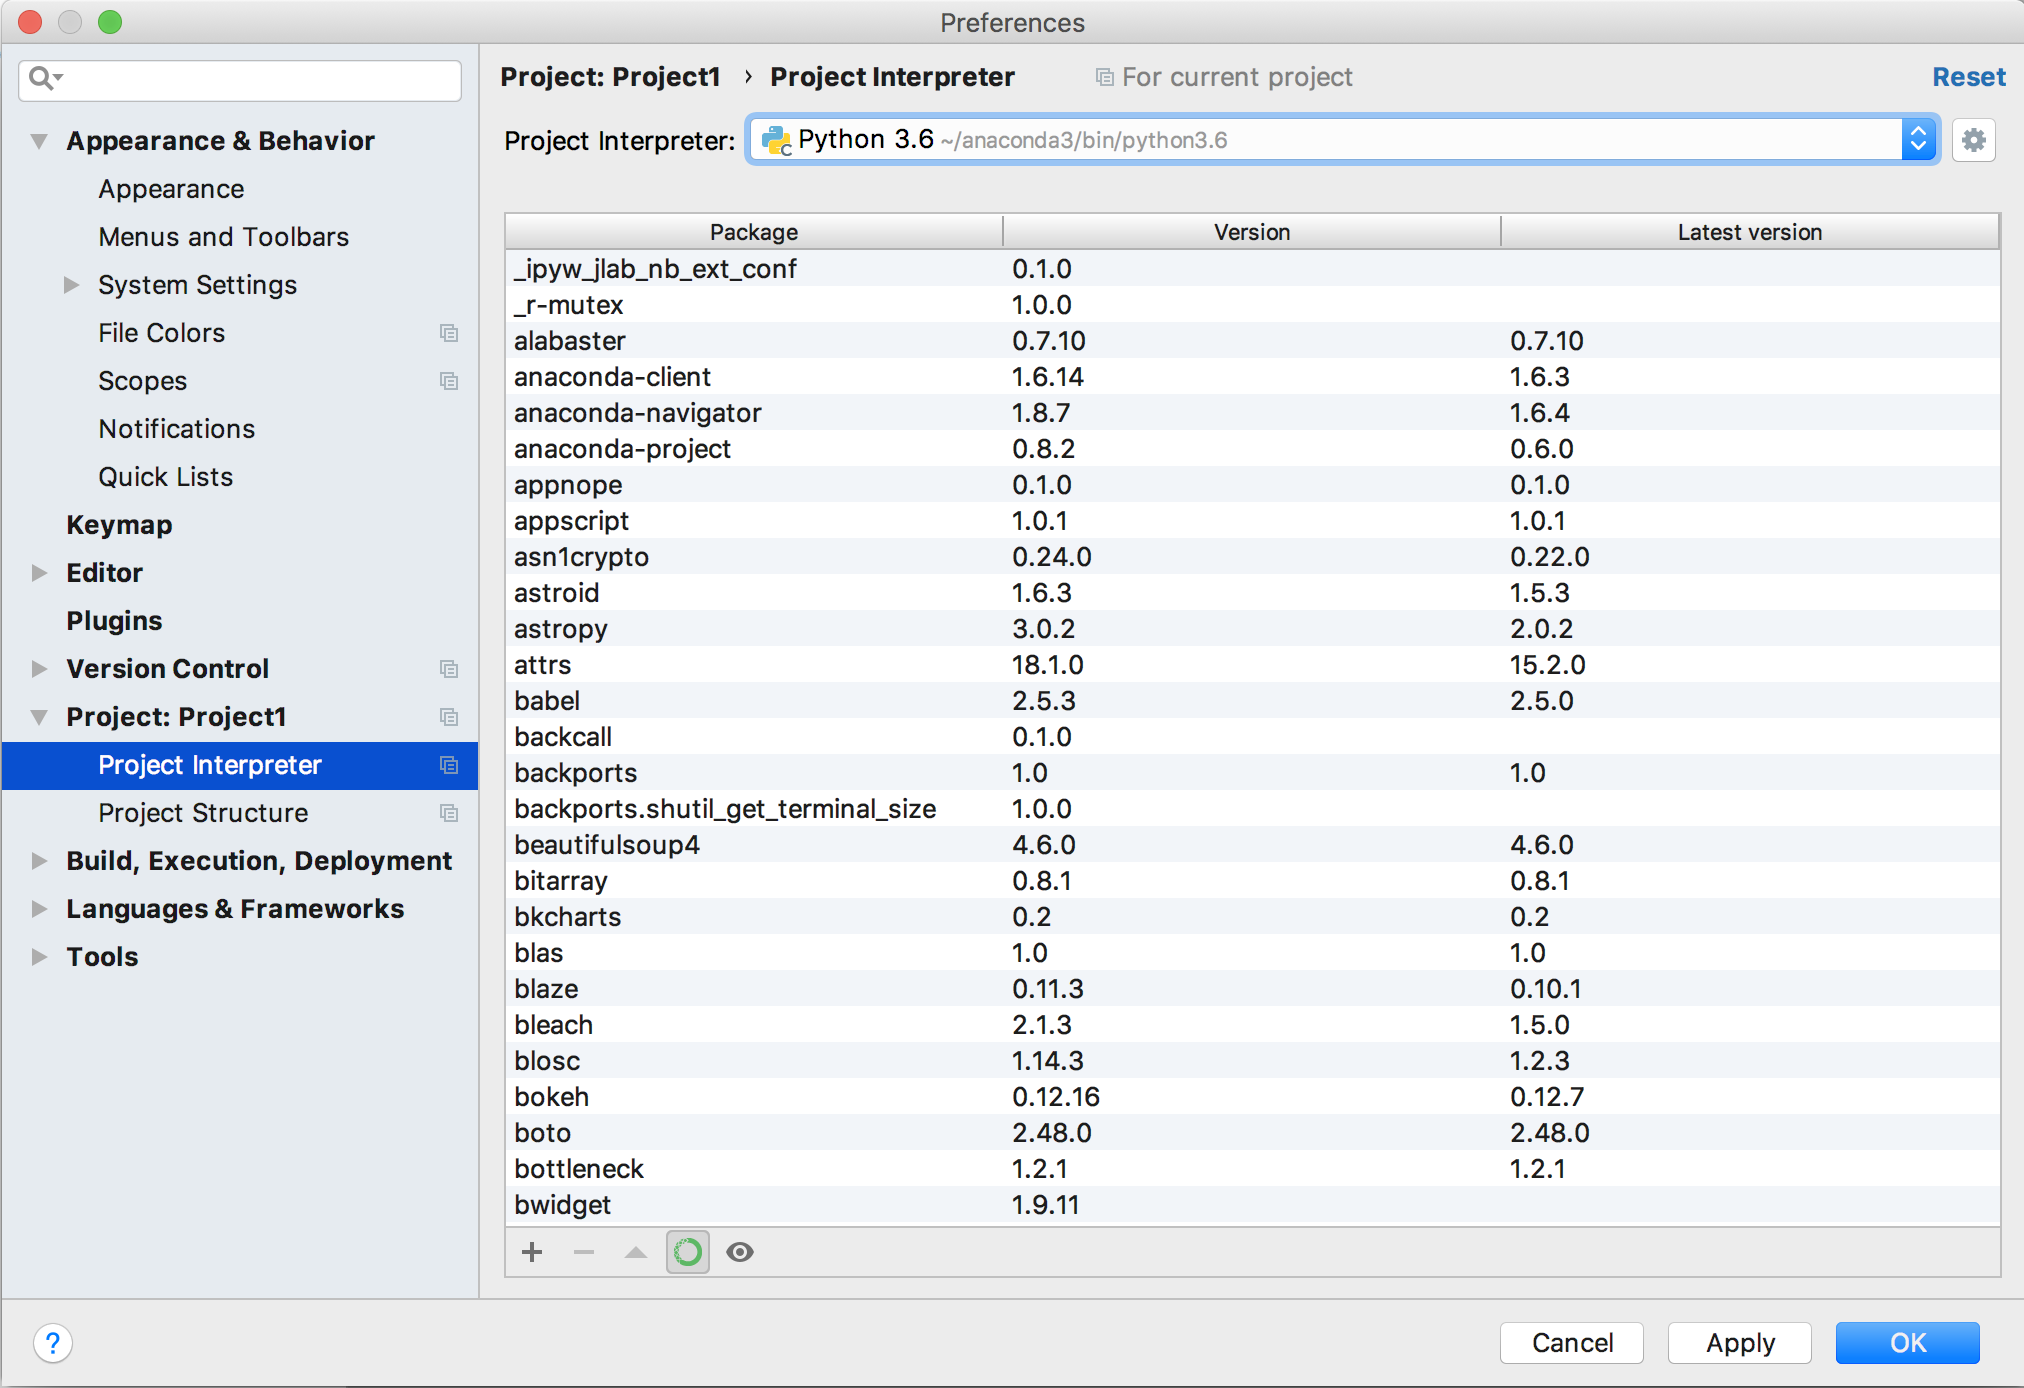 Preferences
Project: Project1 › Project Interpreter For current project Reset
Project Interpreter: Python 3.6 ~/anaconda3/bin/python3.6
Appearance & Behavior
Appearance
Menus and Toolbars
System Settings
File Colors
Scopes
Notifications
Quick Lists
Keymap
Editor
Plugins
Version Control
Project: Project1
Project Interpreter
Project Structure
Build, Execution, Deployment
Languages & Frameworks
Tools
Package Version Latest version
_ipyw_jlab_nb_ext_conf 0.1.0
_r-mutex 1.0.0
alabaster 0.7.10 0.7.10
anaconda-client 1.6.14 1.6.3
anaconda-navigator 1.8.7 1.6.4
anaconda-project 0.8.2 0.6.0
appnope 0.1.0 0.1.0
appscript 1.0.1 1.0.1
asn1crypto 0.24.0 0.22.0
astroid 1.6.3 1.5.3
astropy 3.0.2 2.0.2
attrs 18.1.0 15.2.0
babel 2.5.3 2.5.0
backcall 0.1.0
backports 1.0 1.0
backports.shutil_get_terminal_size 1.0.0
beautifulsoup4 4.6.0 4.6.0
bitarray 0.8.1 0.8.1
bkcharts 0.2 0.2
blas 1.0 1.0
blaze 0.11.3 0.10.1
bleach 2.1.3 1.5.0
blosc 1.14.3 1.2.3
bokeh 0.12.16 0.12.7
boto 2.48.0 2.48.0
bottleneck 1.2.1 1.2.1
bwidget 1.9.11
? Cancel Apply OK